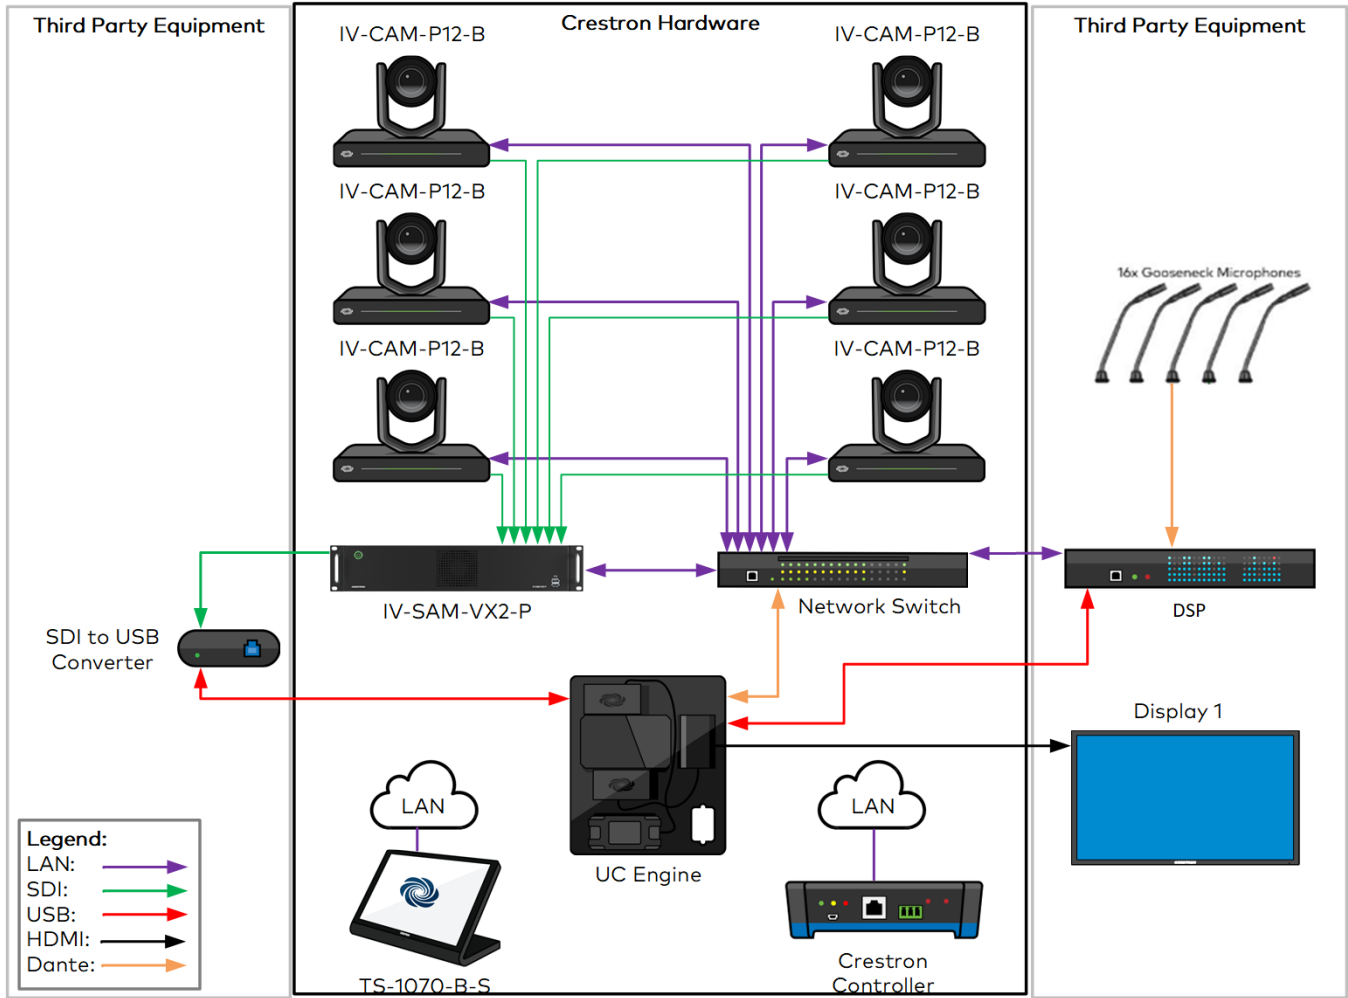 Third Party Equipment
Crestron Hardware
Third Party Equipment
IV-CAM-P12-B
IV-CAM-P12-B
IV-CAM-P12-B
IV-CAM-P12-B
IV-CAM-P12-B
IV-CAM-P12-B
16x Gooseneck Microphones
IV-SAM-VX2-P
Network Switch
DSP
SDI to USB
Converter
Display 1
LAN
LAN
UC Engine
TS-1070-B-S
Crestron
Controller
Legend:
LAN:
SDI:
USB:
HDMI:
Dante: